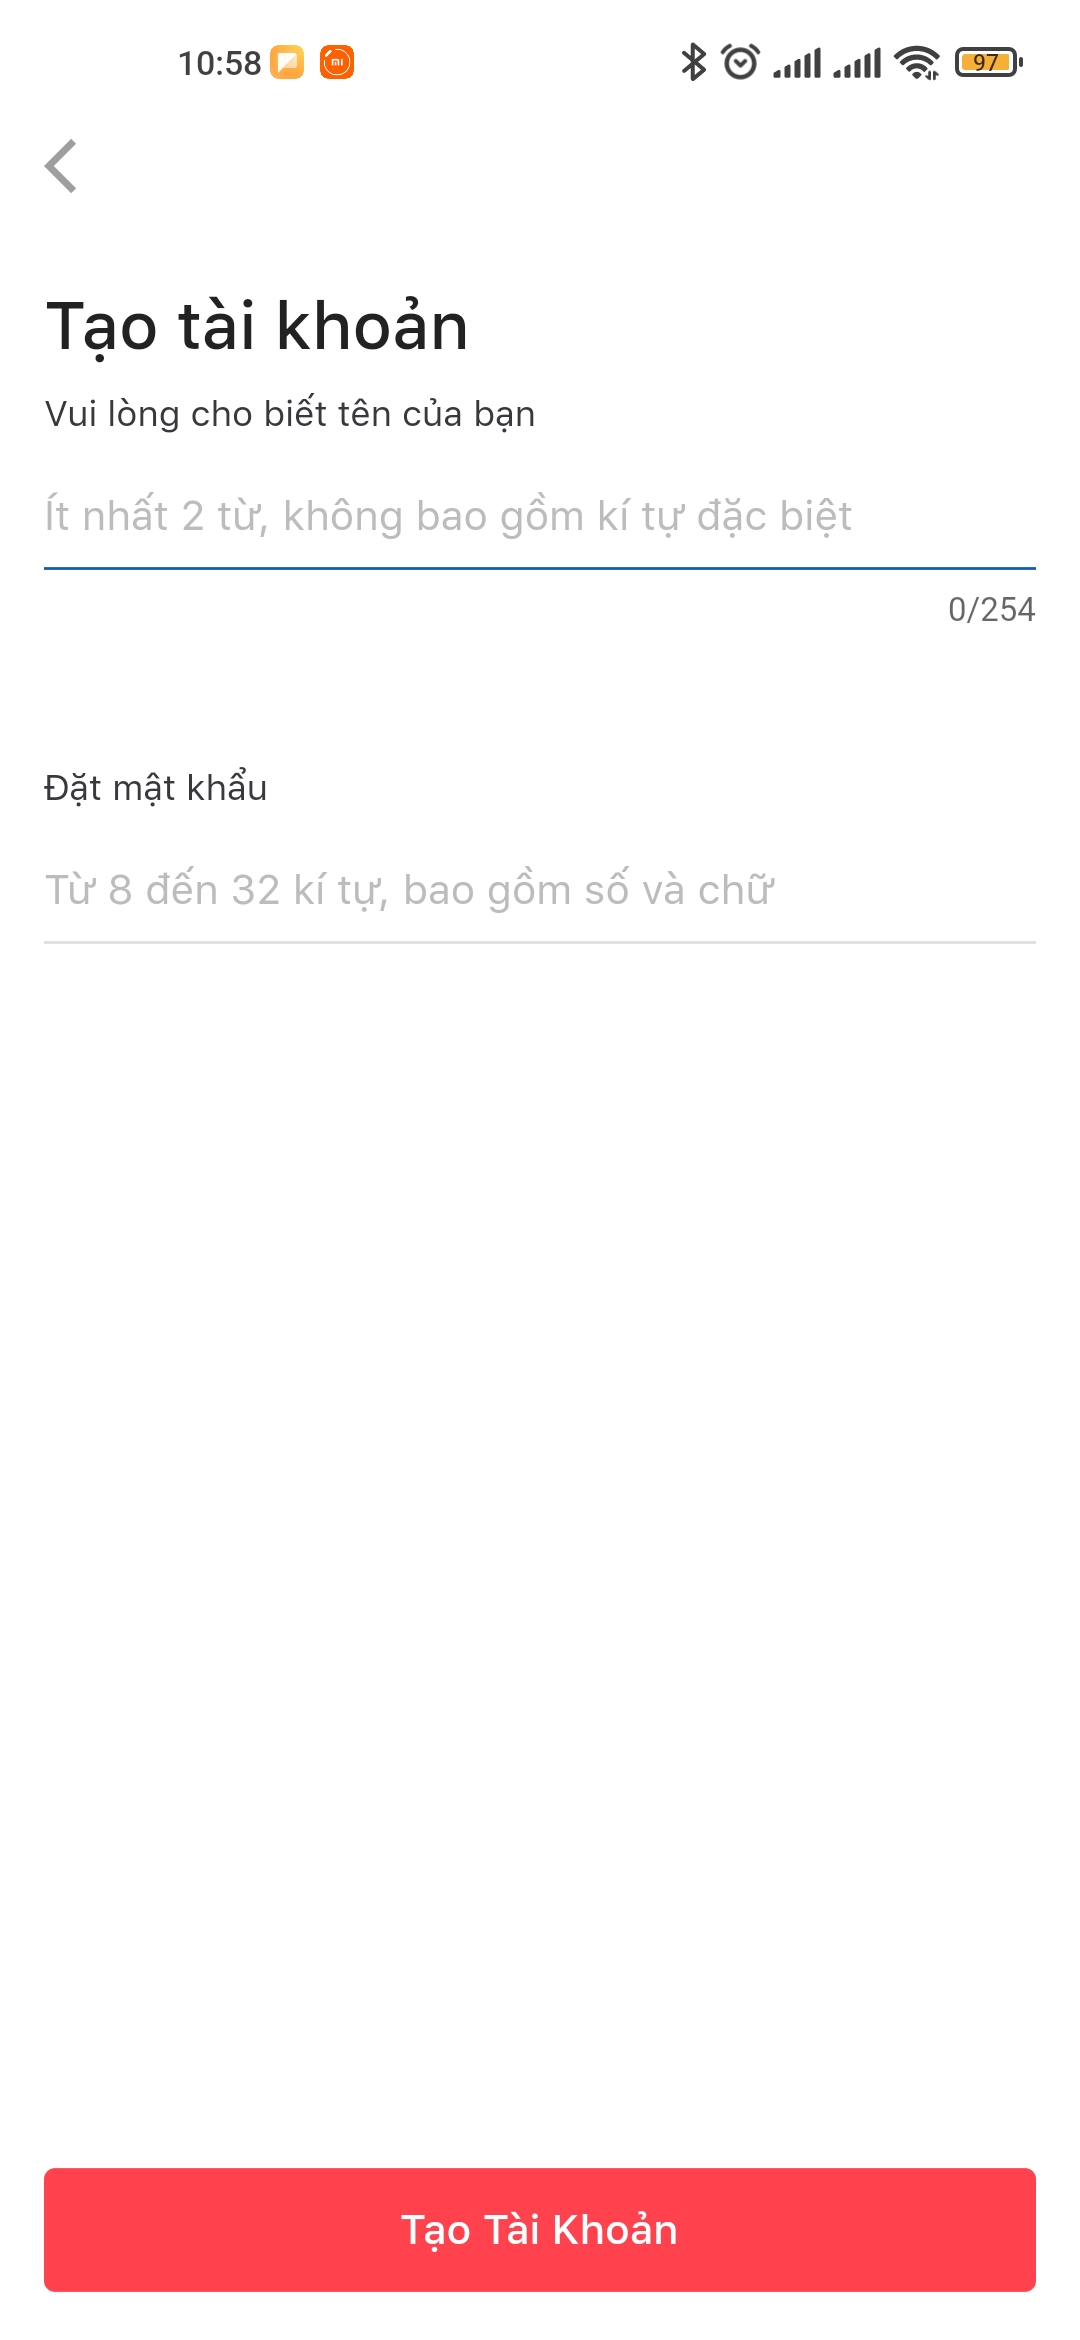 10:58
97
Tạo tài khoản
Vui lòng cho biết tên của bạn
Ít nhất 2 từ, không bao gồm kí tự đặc biệt
0/254
Đặt mật khẩu
Từ 8 đến 32 kí tự, bao gồm số và chữ
Tạo Tài Khoản